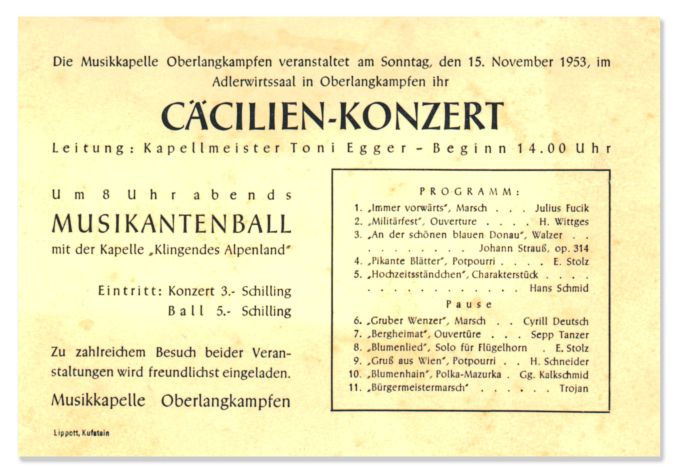 Die Musikkapelle Oberlangkampfen veranstaltet am Sonntag, den 15. November 1953, im
Adlerwirtssaal in Oberlangkampfen ihr
CÄCILIEN-KONZERT
Leitung: Kapellmeister Toni Egger - Beginn 14.00 Uhr
Um 8 Uhr abends
MUSIKANTENBALL
mit der Kapelle „Klingendes Alpenland"
Eintritt: Konzert 3.- Schilling
Ball 5.- Schilling
Zu zahlreichem Besuch beider Veran-
staltungen wird freundlichst eingeladen.
Musikkapelle Oberlangkampfen
Lippott, Kufstein
PROGRAMM:
1. „Immer vorwärts", Marsch . . . Julius Fucik
2. „Militärfest", Ouverture . . . H. Wittges
3. „An der schönen blauen Donau", Walzer . .
. . . . . . . . Johann Strauß, op. 314
4. „Pikante Blätter", Potpourri . . . . E. Stolz
5. „Hochzeitsständchen", Charakterstück . . . .
. . . . . . . . . . . . Hans Schmid
Pause
6. „Gruber Wenzer", Marsch . . Cyrill Deutsch
7. „Bergheimat", Ouvertüre . . . Sepp Tanzer
8. „Blumenlied", Solo für Flügelhorn . E. Stolz
9. „Gruß aus Wien", Potpourri . . H. Schneider
10. „Blumenhain", Polka-Mazurka . Gg. Kalkschmid
11. „Bürgermeistermarsch" . . . . . . Trojan